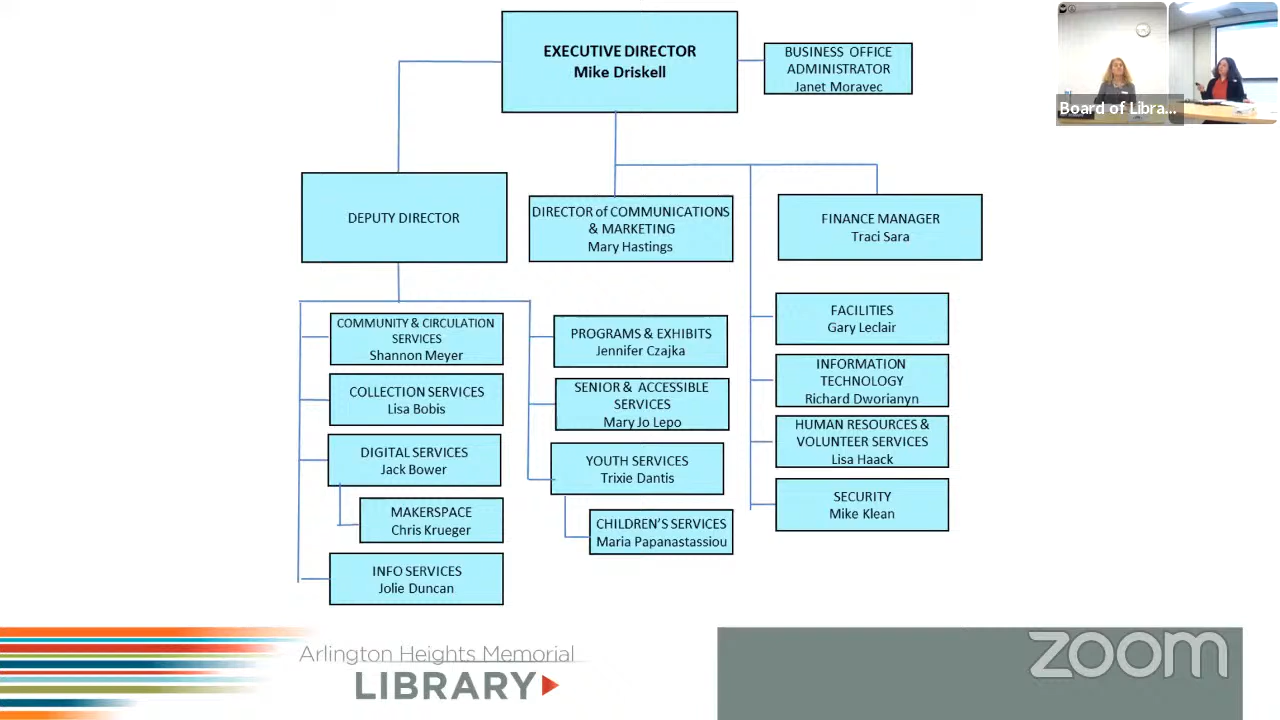 EXECUTIVE DIRECTOR
Mike Driskell
BUSINESS OFFICE
ADMINISTRATOR
Janet Moravec
Board of Libra...
DEPUTY DIRECTOR
DIRECTOR of COMMUNICATIONS
& MARKETING
Mary Hastings
FINANCE MANAGER
Traci Sara
COMMUNITY & CIRCULATION
SERVICES
Shannon Meyer
COLLECTION SERVICES
Lisa Bobis
DIGITAL SERVICES
Jack Bower
MAKERSPACE
Chris Krueger
INFO SERVICES
Jolie Duncan
PROGRAMS & EXHIBITS
Jennifer Czajka
SENIOR & ACCESSIBLE
SERVICES
Mary Jo Lepo
YOUTH SERVICES
Trixie Dantis
CHILDREN'S SERVICES
Maria Papanastassiou
FACILITIES
Gary Leclair
INFORMATION
TECHNOLOGY
Richard Dworianyn
HUMAN RESOURCES &
VOLUNTEER SERVICES
Lisa Haack
SECURITY
Mike Klean
Arlington Heights Memorial
LIBRARY
zoom